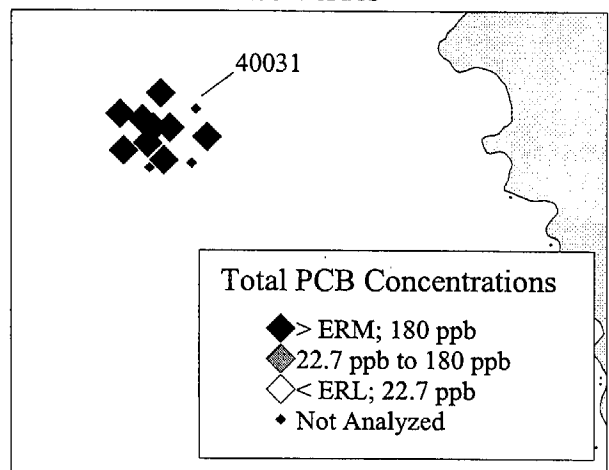 40031
Total PCB Concentrations
> ERM; 180 ppb
22.7 ppb to 180 ppb
< ERL; 22.7 ppb
Not Analyzed